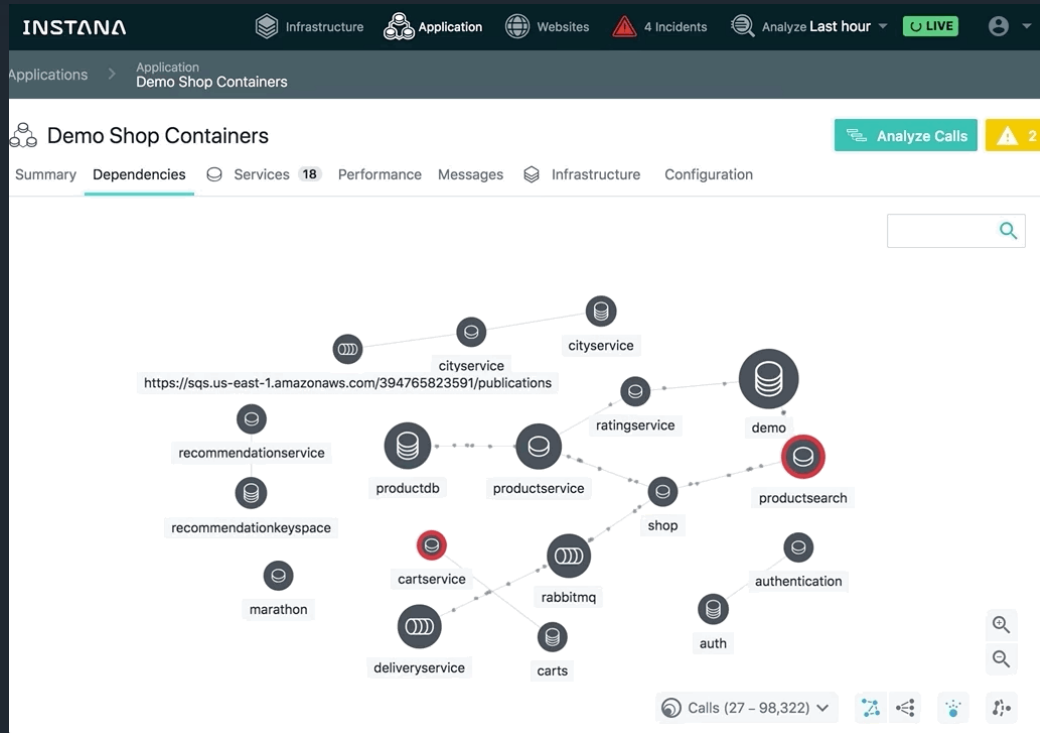 INSTANA
Infrastructure
Application
Websites
4 Incidents
Analyze Last hour
LIVE
Applications
Application
Demo Shop Containers
Demo Shop Containers
Analyze Calls
2
Summary
Dependencies
Services 18
Performance
Messages
Infrastructure
Configuration
cityservice
cityservice
https://sqs.us-east-1.amazonaws.com/394765823591/publications
ratingservice
demo
recommendationservice
productdb
productservice
productsearch
recommendationkeyspace
shop
cartservice
rabbitmq
authentication
marathon
deliveryservice
carts
auth
Calls (27 – 98,322)